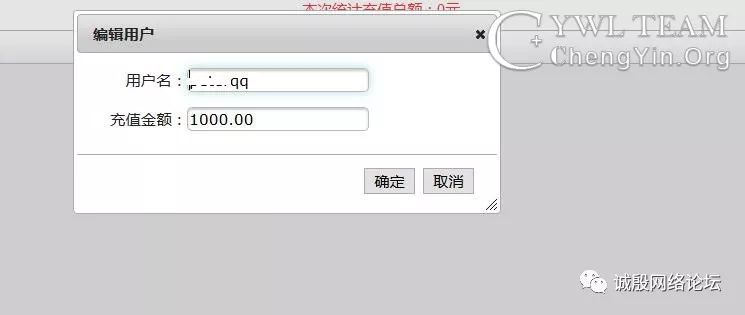 本次统计充值总额：0元
编辑用户
用户名：qq
充值金额：1000.00
确定 取消
CYWL TEAM
ChengYin.Org
诚殷网络论坛